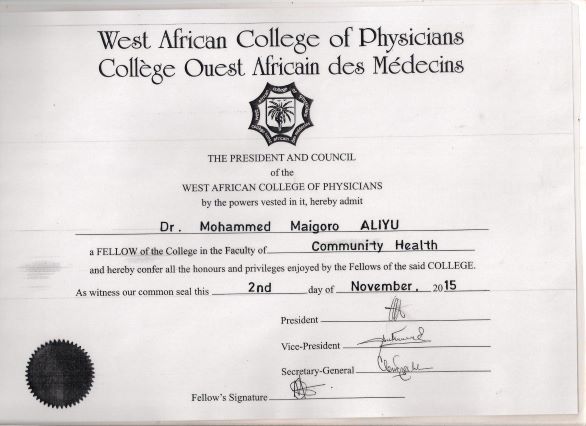 West African College of Physicians
Collège Ouest Africain des Médecins
THE PRESIDENT AND COUNCIL
of the
WEST AFRICAN COLLEGE OF PHYSICIANS
by the powers vested in it, hereby admit
Dr. Mohammed Maigoro ALIYU
a FELLOW of the College in the Faculty of Community Health
and hereby confer all the honours and privileges enjoyed by the Fellows of the said COLLEGE.
As witness our common seal this 2nd day of November, 2015
President
Vice-President
Secretary-General
Fellow's Signature